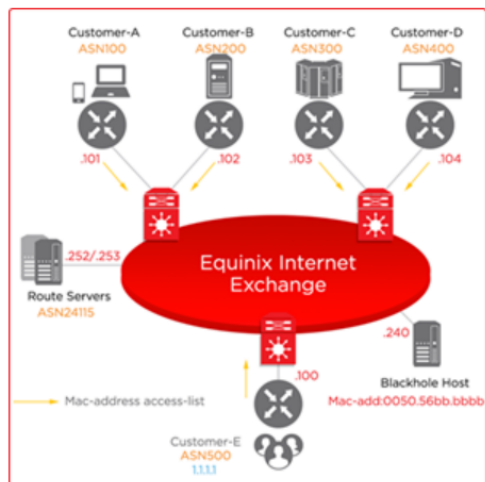 Customer-A
ASN100
Customer-B
ASN200
Customer-C
ASN300
Customer-D
ASN400
.101
.102
.103
.104
.252/.253
Equinix Internet
Exchange
Route Servers
ASN24115
.240
.100
Blackhole Host
Mac-add:0050.56bb.bbbb
Mac-address access-list
Customer-E
ASN500
1.1.1.1